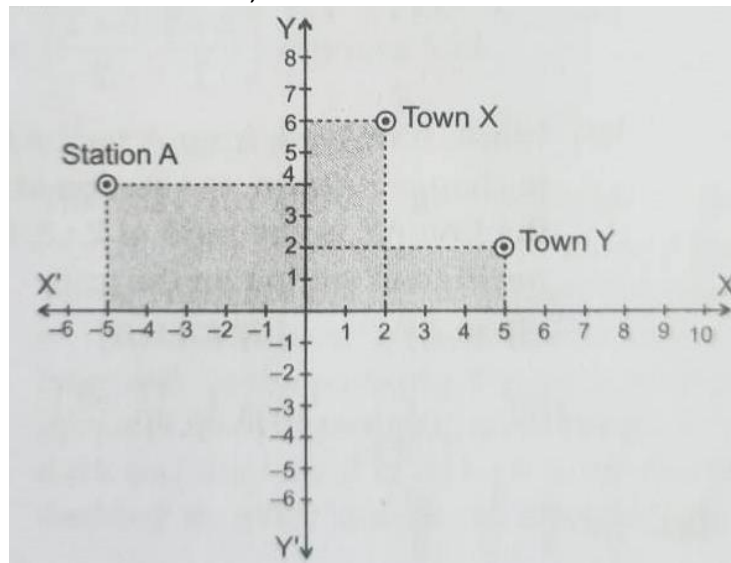 Y
8
7
6 Town X
Station A
5
4
3
2 Town Y
1
X' X
–6 –5 –4 –3 –2 –1 1 2 3 4 5 6 7 8 9 10
–1
–2
–3
–4
–5
–6
Y'